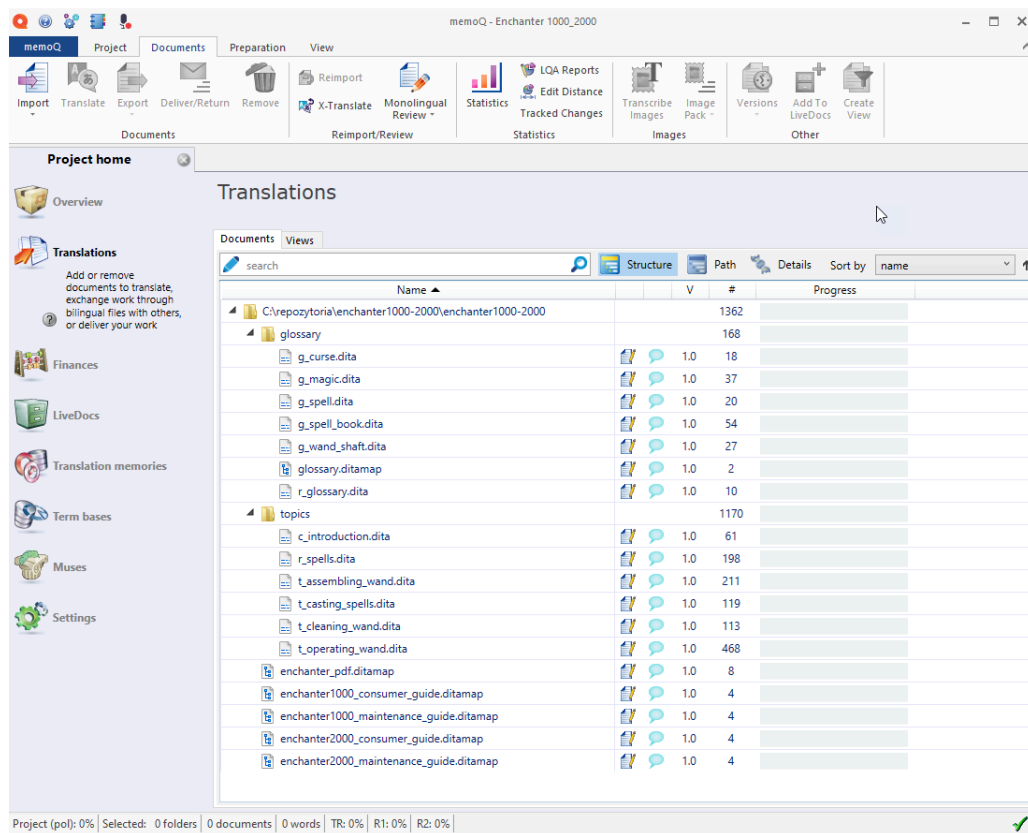 memoQ - Enchanter 1000_2000
memoQ Project Documents Preparation View
Import Translate Export Deliver/Return Remove
Documents
Reimport
X-Translate
Monolingual Review
Reimport/Review
Statistics
LQA Reports
Edit Distance
Tracked Changes
Statistics
Transcribe Images
Image Pack
Images
Versions
Add To LiveDocs
Create View
Other
Project home
Overview
Translations
Add or remove
documents to translate,
exchange work through
bilingual files with others,
or deliver your work
Finances
LiveDocs
Translation memories
Term bases
Muses
Settings
Translations
Documents Views
search Structure Path Details Sort by name
Name V # Progress
C:\repozytoria\enchanter1000-2000\enchanter1000-2000 1362
glossary 168
g_curse.dita 1.0 18
g_magic.dita 1.0 37
g_spell.dita 1.0 20
g_spell_book.dita 1.0 54
g_wand_shaft.dita 1.0 27
glossary.ditamap 1.0 2
r_glossary.dita 1.0 10
topics 1170
c_introduction.dita 1.0 61
r_spells.dita 1.0 198
t_assembling_wand.dita 1.0 211
t_casting_spells.dita 1.0 119
t_cleaning_wand.dita 1.0 113
t_operating_wand.dita 1.0 468
enchanter_pdf.ditamap 1.0 8
enchanter1000_consumer_guide.ditamap 1.0 4
enchanter1000_maintenance_guide.ditamap 1.0 4
enchanter2000_consumer_guide.ditamap 1.0 4
enchanter2000_maintenance_guide.ditamap 1.0 4
Project (pol): 0% Selected: 0 folders 0 documents 0 words TR: 0% R1: 0% R2: 0%